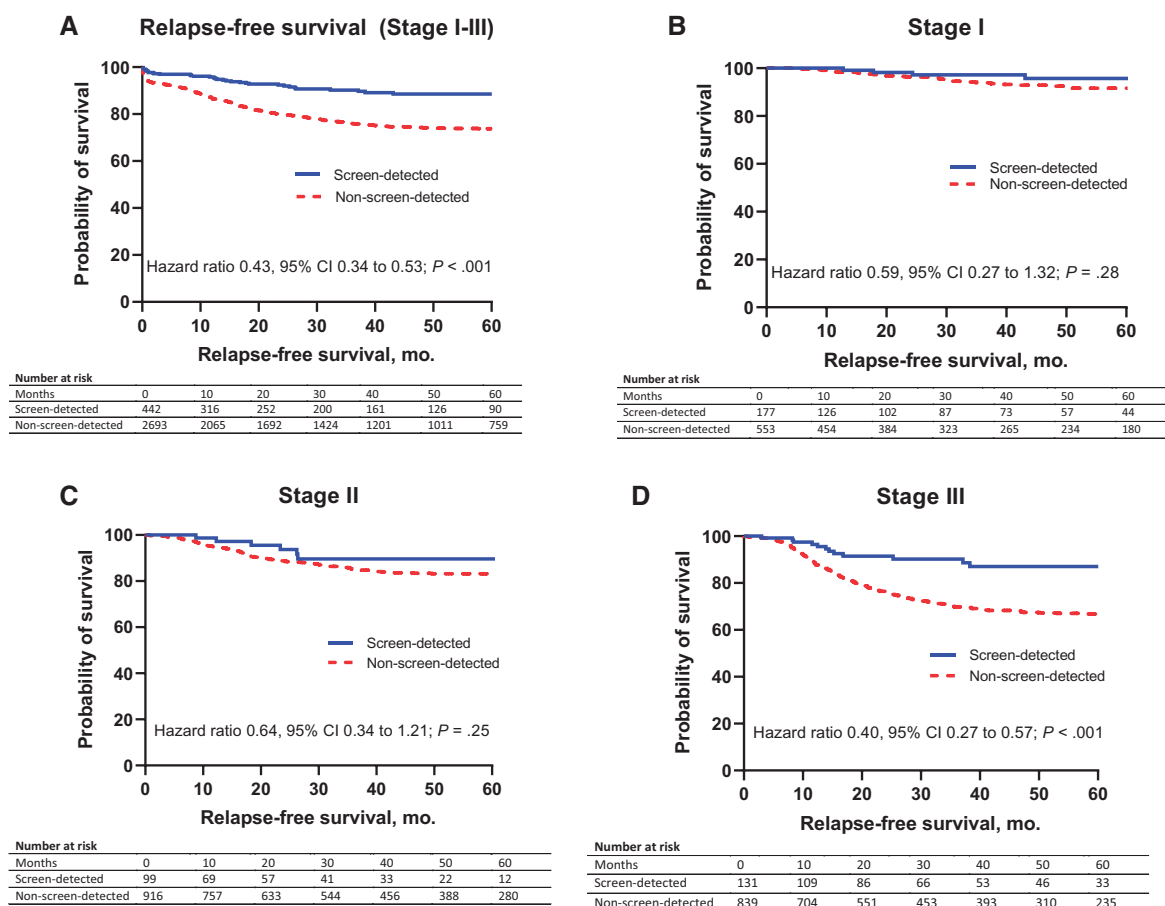 A Relapse-free survival (Stage I-III)
Probability of survival
100
80
60
40
20
0
Screen-detected
Non-screen-detected
Hazard ratio 0.43, 95% CI 0.34 to 0.53; P < .001
0 10 20 30 40 50 60
Relapse-free survival, mo.
Number at risk
Months 0 10 20 30 40 50 60
Screen-detected 442 316 252 200 161 126 90
Non-screen-detected 2693 2065 1692 1424 1201 1011 759
B Stage I
Probability of survival
100
80
60
40
20
0
Screen-detected
Non-screen-detected
Hazard ratio 0.59, 95% CI 0.27 to 1.32; P = .28
0 10 20 30 40 50 60
Relapse-free survival, mo.
Number at risk
Months 0 10 20 30 40 50 60
Screen-detected 177 126 102 87 73 57 44
Non-screen-detected 553 454 384 323 265 234 180
C Stage II
Probability of survival
100
80
60
40
20
0
Screen-detected
Non-screen-detected
Hazard ratio 0.64, 95% CI 0.34 to 1.21; P = .25
0 10 20 30 40 50 60
Relapse-free survival, mo.
Number at risk
Months 0 10 20 30 40 50 60
Screen-detected 99 69 57 41 33 22 12
Non-screen-detected 916 757 633 544 456 388 280
D Stage III
Probability of survival
100
80
60
40
20
0
Screen-detected
Non-screen-detected
Hazard ratio 0.40, 95% CI 0.27 to 0.57; P < .001
0 10 20 30 40 50 60
Relapse-free survival, mo.
Number at risk
Months 0 10 20 30 40 50 60
Screen-detected 131 109 86 66 53 46 33
Non-screen-detected 839 704 551 453 393 310 235